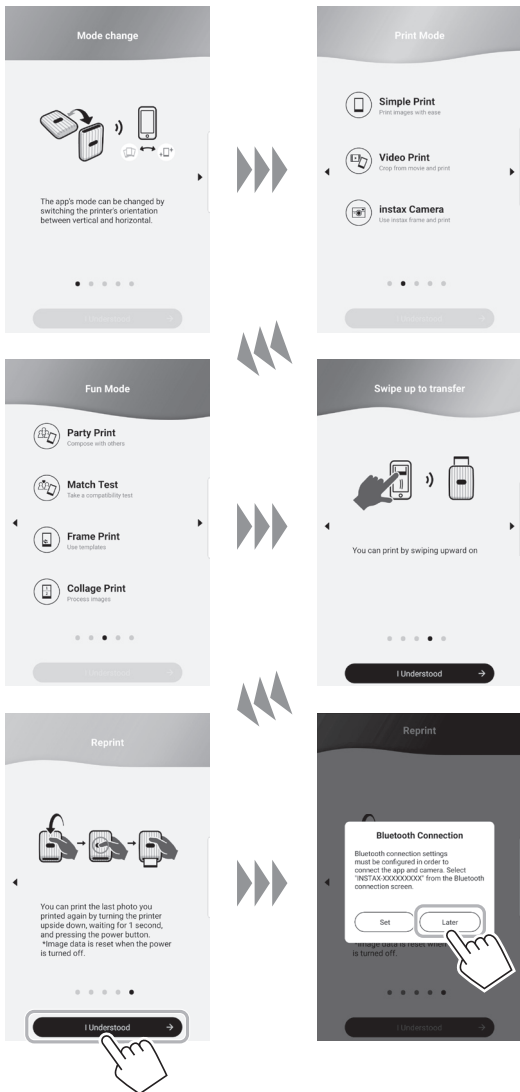 Mode change
The app's mode can be changed by
switching the printer's orientation
between vertical and horizontal.
I Understood
Print Mode
Simple Print
Print images with ease
Video Print
Crop from movie and print
instax Camera
Use instax frame and print
I Understood
Fun Mode
Party Print
Compose with others
Match Test
Take a compatibility test
Frame Print
Use templates
Collage Print
Process images
I Understood
Swipe up to transfer
You can print by swiping upward on
I Understood
Reprint
You can print the last photo you
printed again by turning the printer
upside down, waiting for 1 second,
and pressing the power button.
*Image data is reset when the power
is turned off.
I Understood
Reprint
Bluetooth Connection
Bluetooth connection settings
must be configured in order to
connect the app and camera. Select
"INSTAX-XXXXXXXXX" from the Bluetooth
connection screen.
Set
Later
*Image data is reset when
is turned off.
I Understood